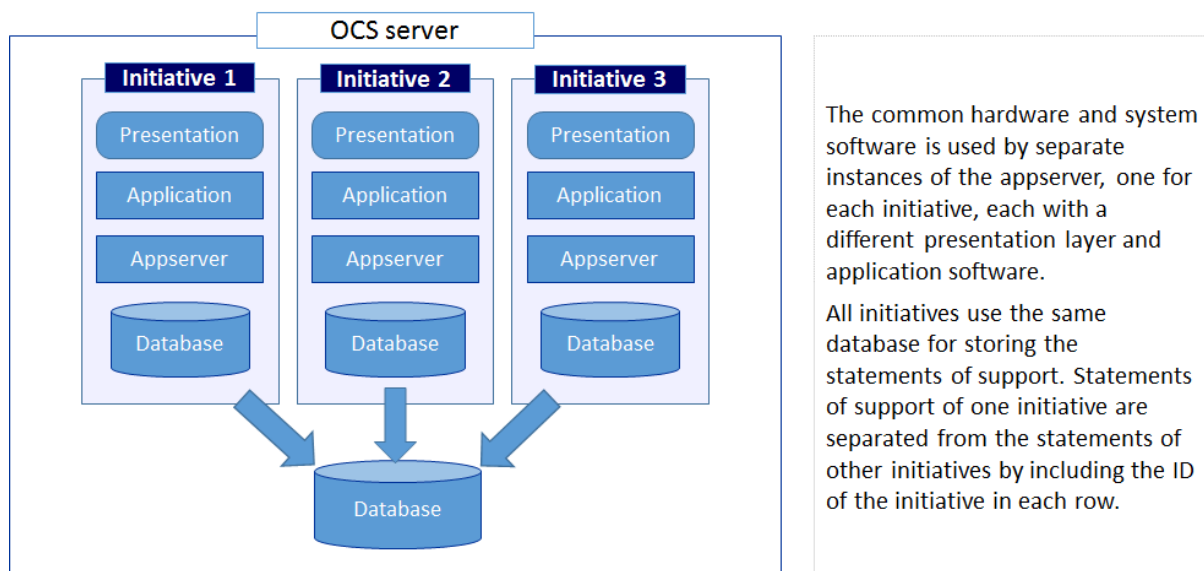 OCS server
Initiative 1
Initiative 2
Initiative 3
Presentation
Presentation
Presentation
Application
Application
Application
Appserver
Appserver
Appserver
Database
Database
Database
Database
The common hardware and system
software is used by separate
instances of the appserver, one for
each initiative, each with a
different presentation layer and
application software.
All initiatives use the same
database for storing the
statements of support. Statements
of support of one initiative are
separated from the statements of
other initiatives by including the ID
of the initiative in each row.